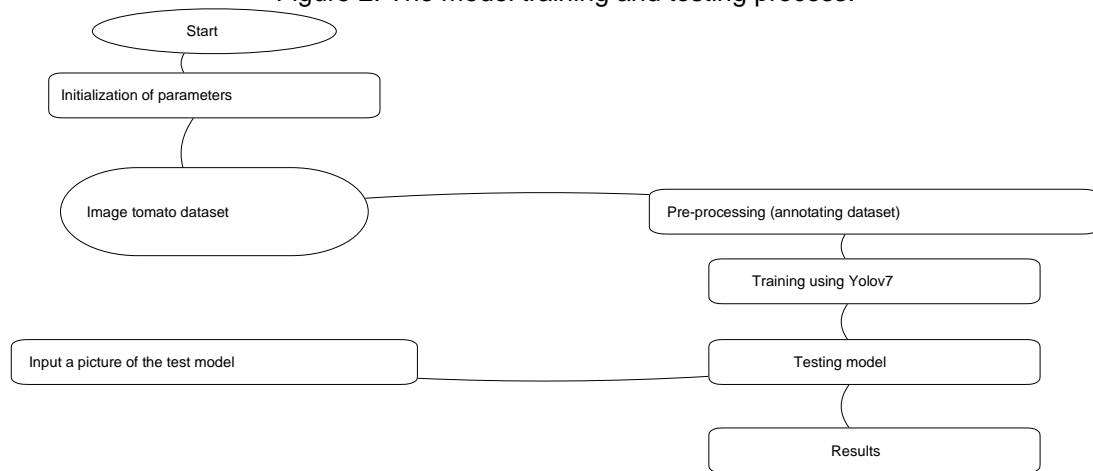 Figure 2. The model training and testing process.
Start
Initialization of parameters
Image tomato dataset
Pre-processing (annotating dataset)
Training using Yolov7
Input a picture of the test model
Testing model
Results